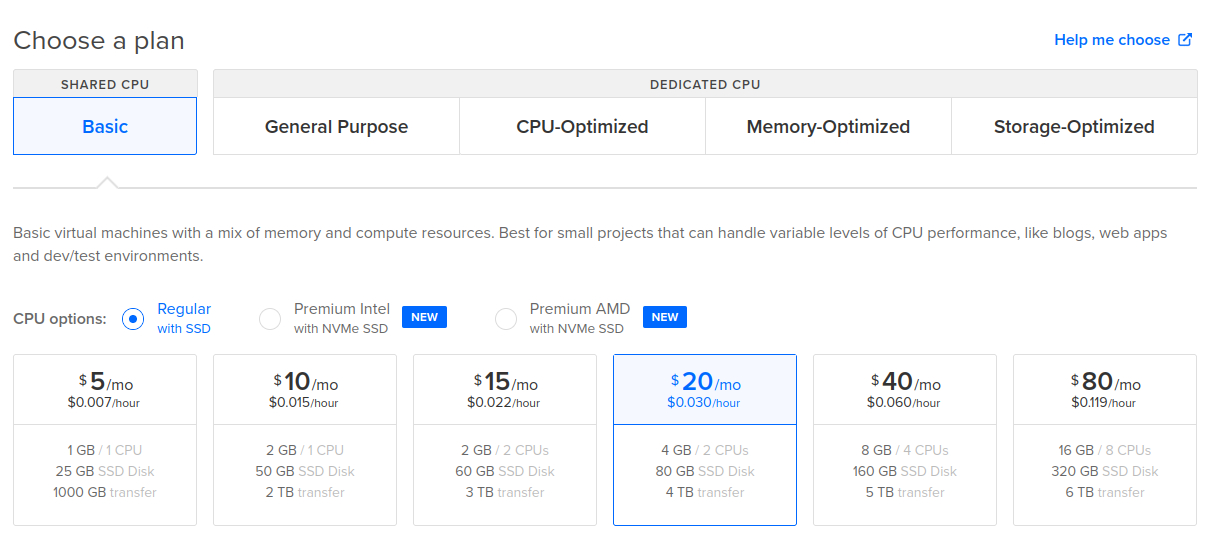 Choose a plan
Help me choose
SHARED CPU
DEDICATED CPU
Basic
General Purpose
CPU-Optimized
Memory-Optimized
Storage-Optimized
Basic virtual machines with a mix of memory and compute resources. Best for small projects that can handle variable levels of CPU performance, like blogs, web apps
and dev/test environments.
CPU options:
Regular
with SSD
Premium Intel
with NVMe SSD
NEW
Premium AMD
with NVMe SSD
NEW
$5/mo
$0.007/hour
1 GB / 1 CPU
25 GB SSD Disk
1000 GB transfer
$10/mo
$0.015/hour
2 GB / 1 CPU
50 GB SSD Disk
2 TB transfer
$15/mo
$0.022/hour
2 GB / 2 CPUs
60 GB SSD Disk
3 TB transfer
$20/mo
$0.030/hour
4 GB / 2 CPUs
80 GB SSD Disk
4 TB transfer
$40/mo
$0.060/hour
8 GB / 4 CPUs
160 GB SSD Disk
5 TB transfer
$80/mo
$0.119/hour
16 GB / 8 CPUs
320 GB SSD Disk
6 TB transfer